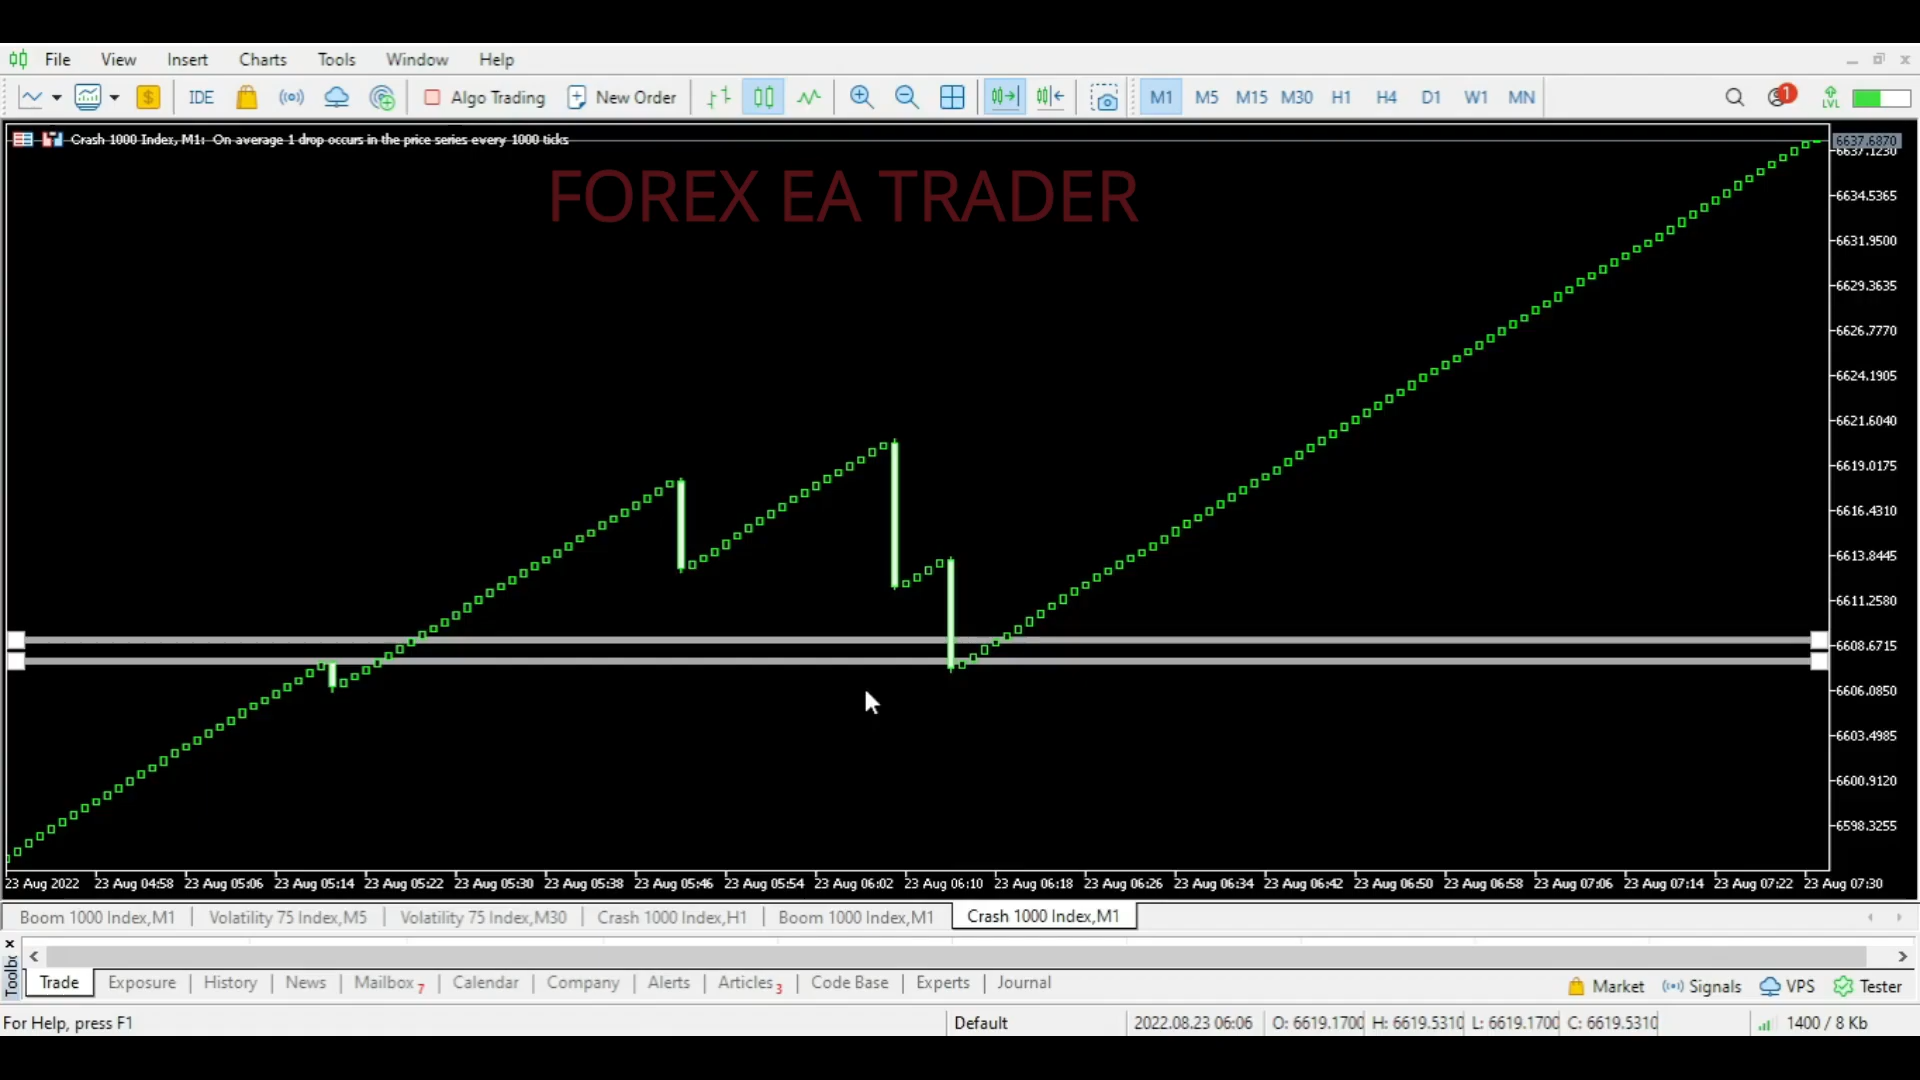 File View Insert Charts Tools Window Help
IDE Algo Trading New Order M1 M5 M15 M30 H1 H4 D1 W1 MN 1 LVL
Crash 1000 Index, M1: On average 1 drop occurs in the price series every 1000 ticks
FOREX EA TRADER
6637.6870
6637.1230
6634.5365
6631.9500
6629.3635
6626.7770
6624.1905
6621.6040
6619.0175
6616.4310
6613.8445
6611.2580
6608.6715
6606.0850
6603.4985
6600.9120
6598.3255
23 Aug 2022 23 Aug 04:58 23 Aug 05:06 23 Aug 05:14 23 Aug 05:22 23 Aug 05:30 23 Aug 05:38 23 Aug 05:46 23 Aug 05:54 23 Aug 06:02 23 Aug 06:10 23 Aug 06:18 23 Aug 06:26 23 Aug 06:34 23 Aug 06:42 23 Aug 06:50 23 Aug 06:58 23 Aug 07:06 23 Aug 07:14 23 Aug 07:22 23 Aug 07:30
Boom 1000 Index,M1 Volatility 75 Index,M5 Volatility 75 Index,M30 Crash 1000 Index,H1 Boom 1000 Index,M1 Crash 1000 Index,M1
Toolbo
Trade Exposure History News Mailbox 7 Calendar Company Alerts Articles 3 Code Base Experts Journal Market Signals VPS Tester
For Help, press F1 Default 2022.08.23 06:06 O: 6619.1700 H: 6619.5310 L: 6619.1700 C: 6619.5310 1400 / 8 Kb